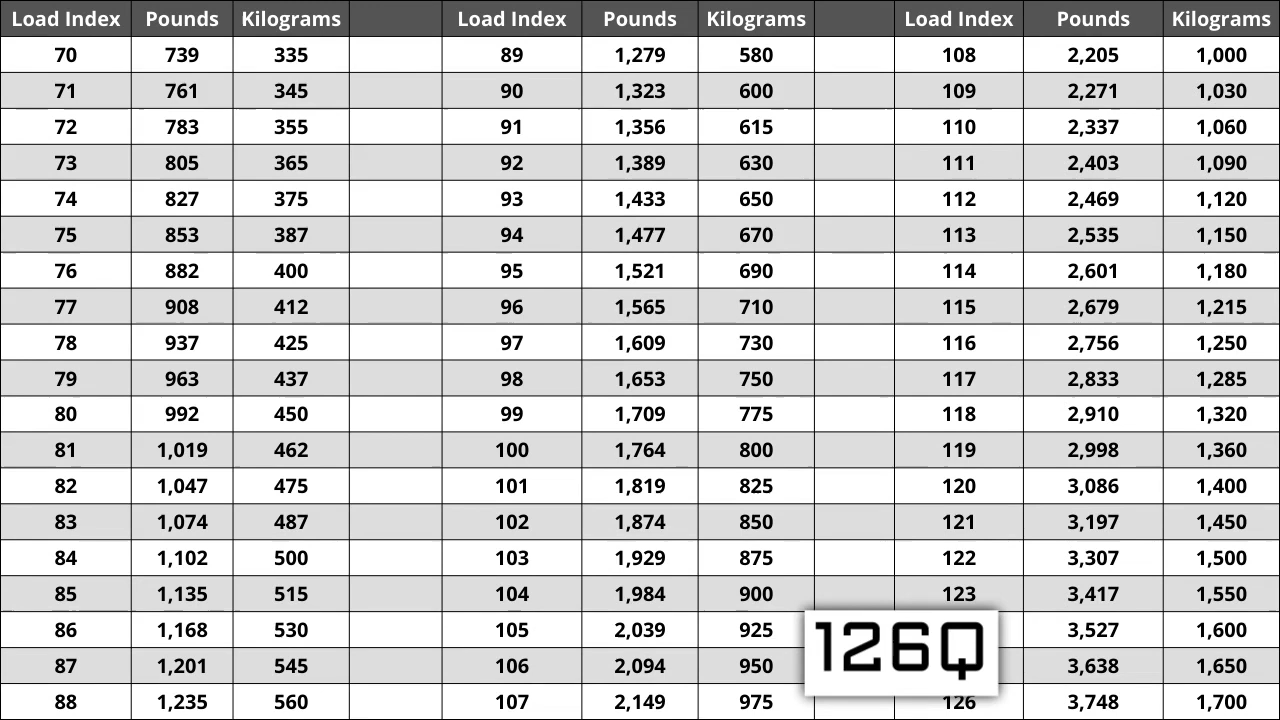 Load Index Pounds Kilograms Load Index Pounds Kilograms Load Index Pounds Kilograms
70 739 335 89 1,279 580 108 2,205 1,000
71 761 345 90 1,323 600 109 2,271 1,030
72 783 355 91 1,356 615 110 2,337 1,060
73 805 365 92 1,389 630 111 2,403 1,090
74 827 375 93 1,433 650 112 2,469 1,120
75 853 387 94 1,477 670 113 2,535 1,150
76 882 400 95 1,521 690 114 2,601 1,180
77 908 412 96 1,565 710 115 2,679 1,215
78 937 425 97 1,609 730 116 2,756 1,250
79 963 437 98 1,653 750 117 2,833 1,285
80 992 450 99 1,709 775 118 2,910 1,320
81 1,019 462 100 1,764 800 119 2,998 1,360
82 1,047 475 101 1,819 825 120 3,086 1,400
83 1,074 487 102 1,874 850 121 3,197 1,450
84 1,102 500 103 1,929 875 122 3,307 1,500
85 1,135 515 104 1,984 900 123 3,417 1,550
86 1,168 530 105 2,039 925 3,527 1,600
126Q
87 1,201 545 106 2,094 950 3,638 1,650
88 1,235 560 107 2,149 975 126 3,748 1,700